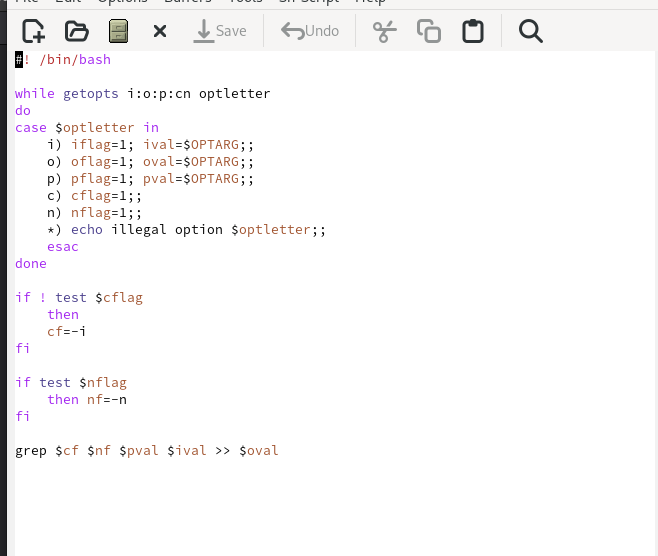 File Edit Options Buffers Tools Sh-Script Help
Save Undo
#! /bin/bash
while getopts i:o:p:cn optletter
do
case $optletter in
    i) iflag=1; ival=$OPTARG;;
    o) oflag=1; oval=$OPTARG;;
    p) pflag=1; pval=$OPTARG;;
    c) cflag=1;;
    n) nflag=1;;
    *) echo illegal option $optletter;;
    esac
done
if ! test $cflag
    then
    cf=-i
fi
if test $nflag
    then nf=-n
fi
grep $cf $nf $pval $ival >> $oval